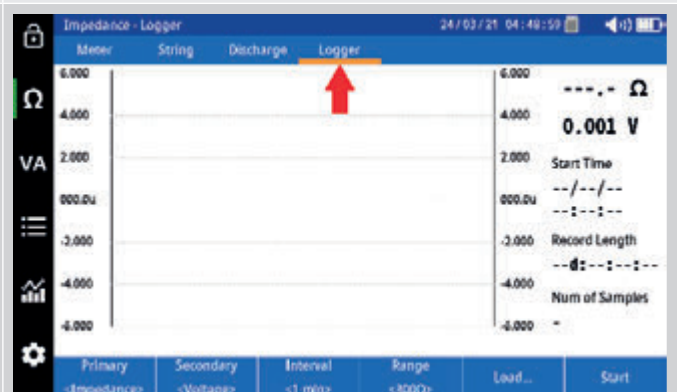 Impedance - Logger 24/03/21 04:48:59
Meter String Discharge Logger
6.000 6.000 ---.- Ω
Ω
4.000 4.000
0.001 V
VA 2.000 2.000 Start Time
--/--/--
000.0u 000.0u
--:--:--
-2.000 -2.000 Record Length
--d:--:--:--
-4.000 -4.000
Num of Samples
-6.000 -6.000 -
Primary Secondary Interval Range Load... Start
<Impedance> <Voltage> <1 min> <300Ω>